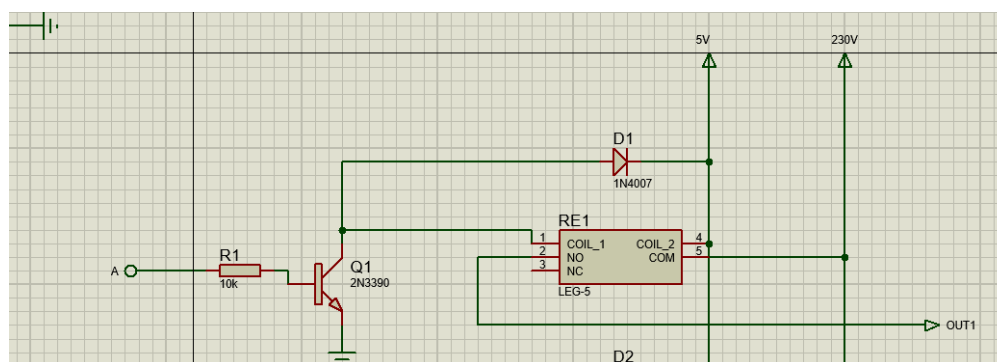 5V
230V
D1
1N4007
RE1
1
COIL_1
COIL_2
4
2
NO
COM
5
3
NC
LEG-5
R1
A
10k
Q1
2N3390
OUT1
D2